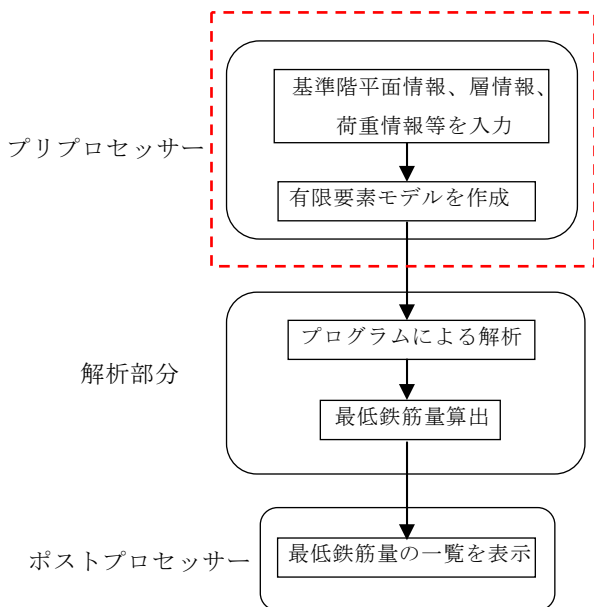 基準階平面情報、層情報、
荷重情報等を入力
プリプロセッサー
有限要素モデルを作成
プログラムによる解析
解析部分
最低鉄筋量算出
ポストプロセッサー
最低鉄筋量の一覧を表示